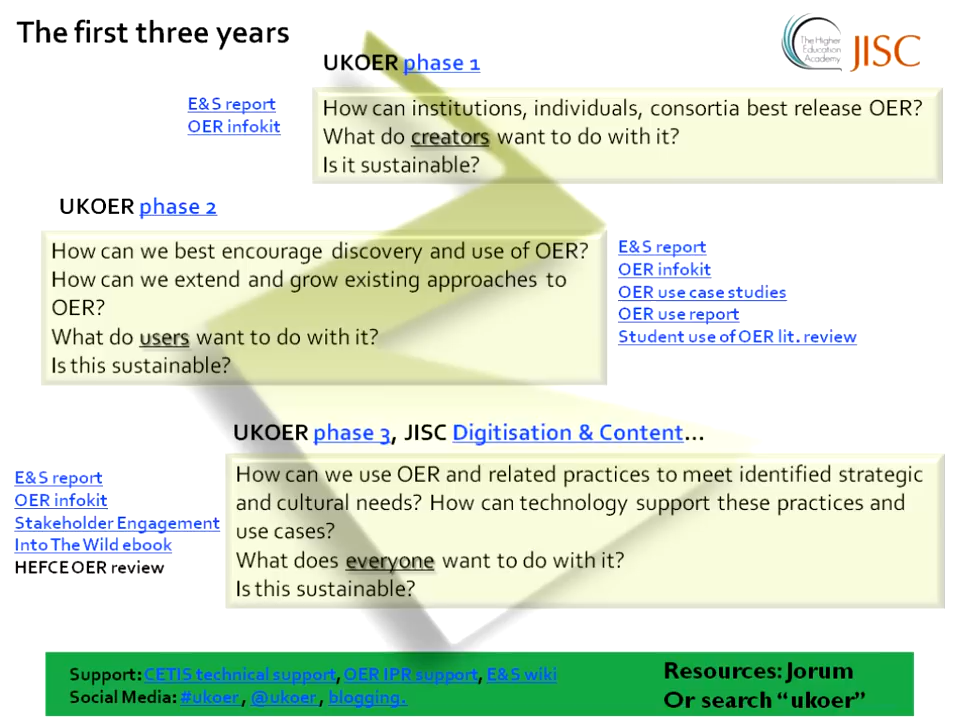 The first three years
The Higher
Education
Academy
JISC
UKOER phase 1
E&S report
OER infokit
How can institutions, individuals, consortia best release OER?
What do creators want to do with it?
Is it sustainable?
UKOER phase 2
How can we best encourage discovery and use of OER?
How can we extend and grow existing approaches to
OER?
What do users want to do with it?
Is this sustainable?
E&S report
OER infokit
OER use case studies
OER use report
Student use of OER lit. review
UKOER phase 3, JISC Digitisation & Content...
E&S report
OER infokit
Stakeholder Engagement
Into The Wild ebook
HEFCE OER review
How can we use OER and related practices to meet identified strategic
and cultural needs? How can technology support these practices and
use cases?
What does everyone want to do with it?
Is this sustainable?
Support: CETIS technical support, OER IPR support, E&S wiki
Social Media: #ukoer, @ukoer, blogging.
Resources: Jorum
Or search “ukoer”